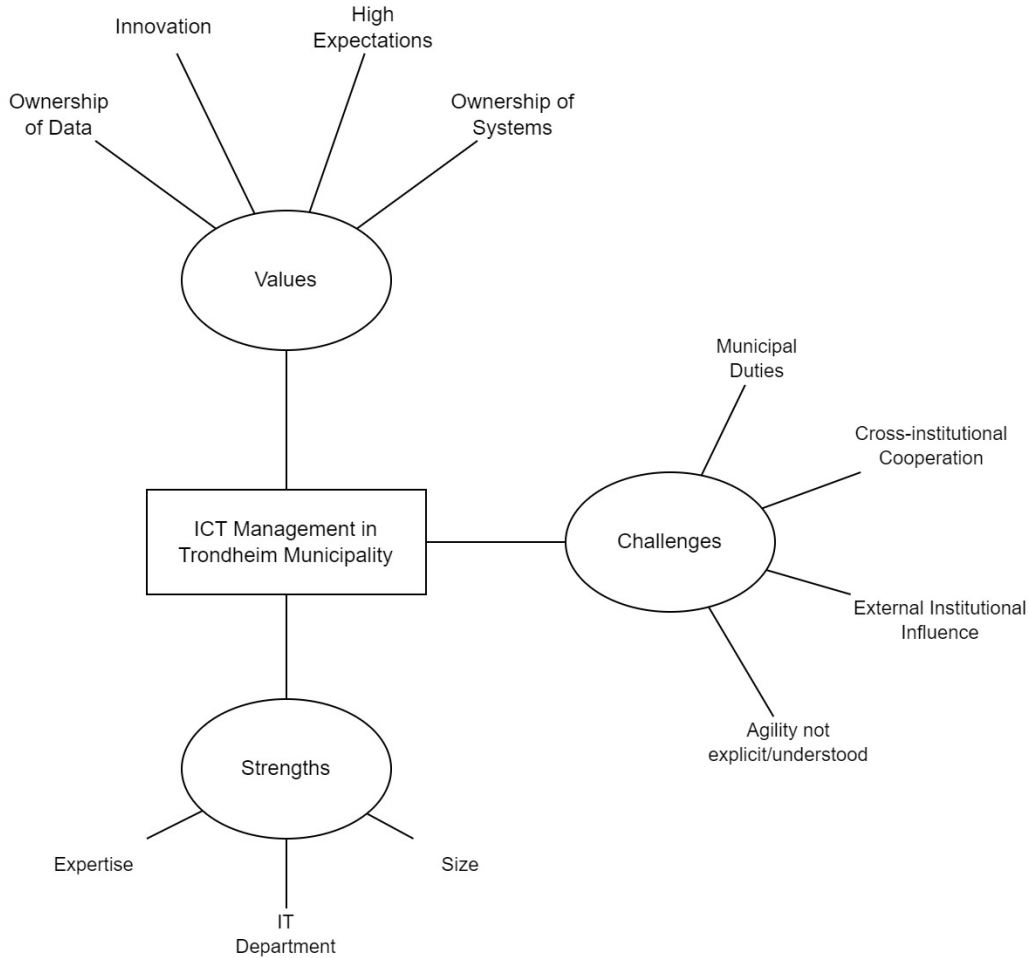 Innovation
High
Expectations
Ownership
of Data
Ownership of
Systems
Values
Municipal
Duties
Cross-institutional
Cooperation
ICT Management in
Trondheim Municipality
Challenges
External Institutional
Influence
Agility not
explicit/understood
Strengths
Expertise
Size
IT
Department